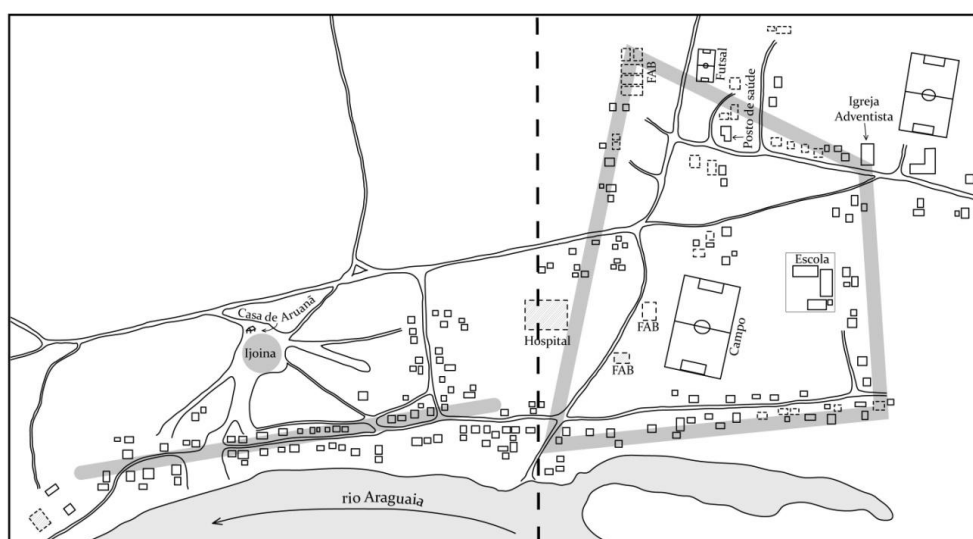 FAB
Futsal
Posto de saúde
Igreja
Adventista
Escola
Casa de Aruanã
Ijoina
Hospital
FAB
Campo
FAB
rio Araguaia